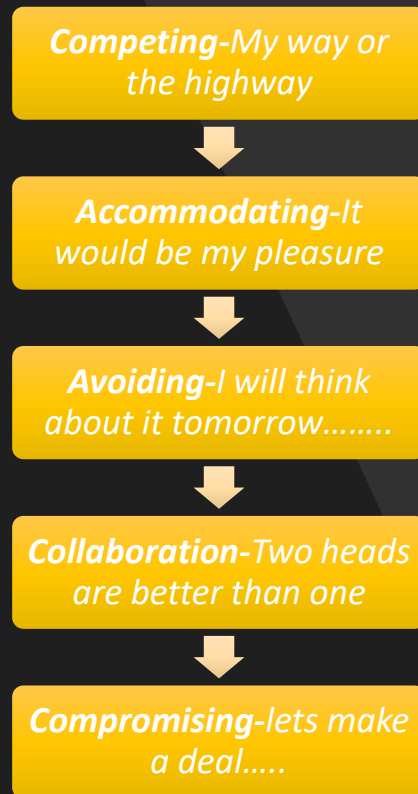 Competing-My way or
the highway
Accommodating-It
would be my pleasure
Avoiding-I will think
about it tomorrow……..
Collaboration-Two heads
are better than one
Compromising-lets make
a deal…..